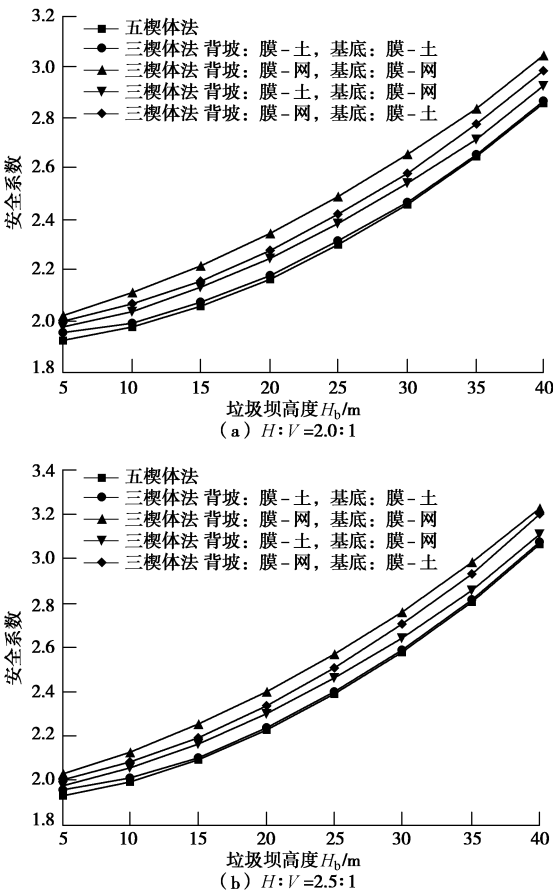 3.2
3.0
2.8
2.6
2.4
2.2
2.0
1.8
安全系数
五楔体法
三楔体法 背坡：膜-土，基底：膜-土
三楔体法 背坡：膜-网，基底：膜-网
三楔体法 背坡：膜-土，基底：膜-网
三楔体法 背坡：膜-网，基底：膜-土
5 10 15 20 25 30 35 40
垃圾坝高度Hb/m
（a）H：V=2.0：1
3.4
3.2
3.0
2.8
2.6
2.4
2.2
2.0
1.8
安全系数
五楔体法
三楔体法 背坡：膜-土，基底：膜-土
三楔体法 背坡：膜-网，基底：膜-网
三楔体法 背坡：膜-土，基底：膜-网
三楔体法 背坡：膜-网，基底：膜-土
5 10 15 20 25 30 35 40
垃圾坝高度Hb/m
（b）H：V=2.5：1